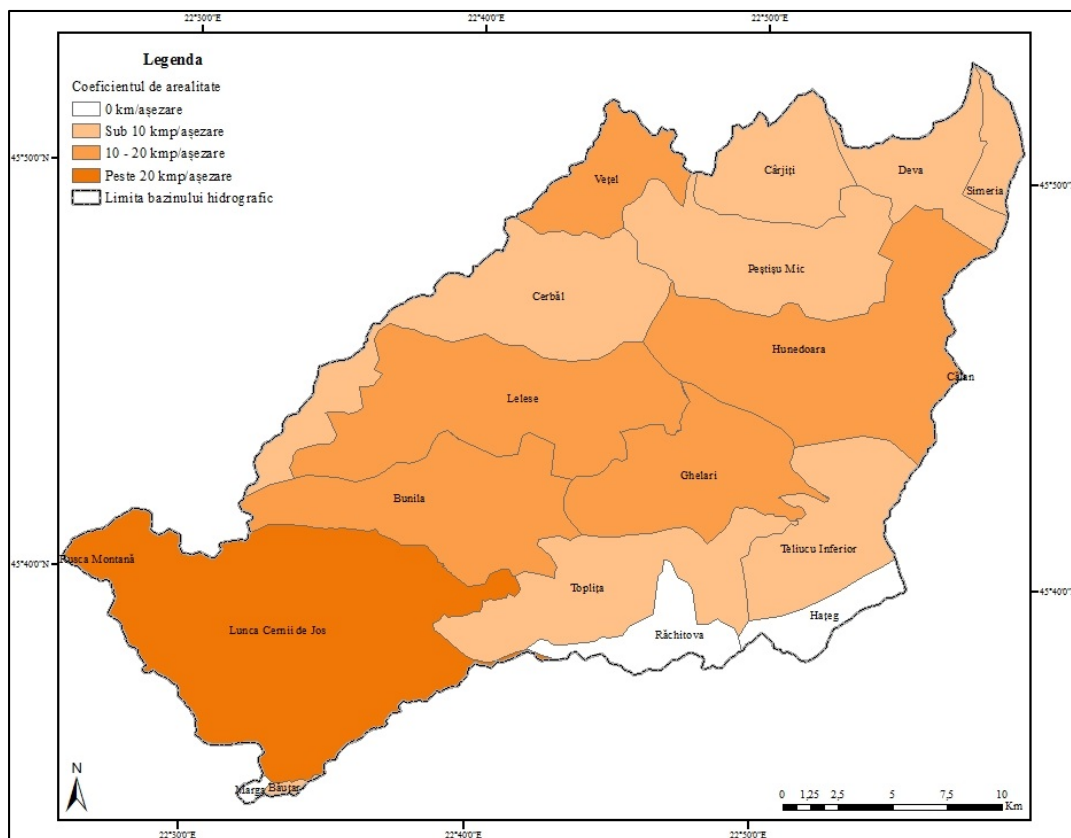 22°30'0"E
22°40'0"E
22°50'0"E
Legenda
Coeficientul de arealitate
0 km/așezare
Sub 10 kmp/așezare
10 - 20 kmp/așezare
Peste 20 kmp/așezare
Limita bazinului hidrografic
45°50'0"N
45°50'0"N
Vețel
Cârjiți
Deva
Simeria
Peștișu Mic
Cerbăl
Hunedoara
Călan
Lelese
Ghelari
Bunila
Teliucu Inferior
Rusca Montană
45°40'0"N
45°40'0"N
Toplița
Hațeg
Lunca Cernii de Jos
Răchitova
Marga
Băuțar
N
0 1,25 2,5 5 7,5 10
Km
22°30'0"E
22°40'0"E
22°50'0"E